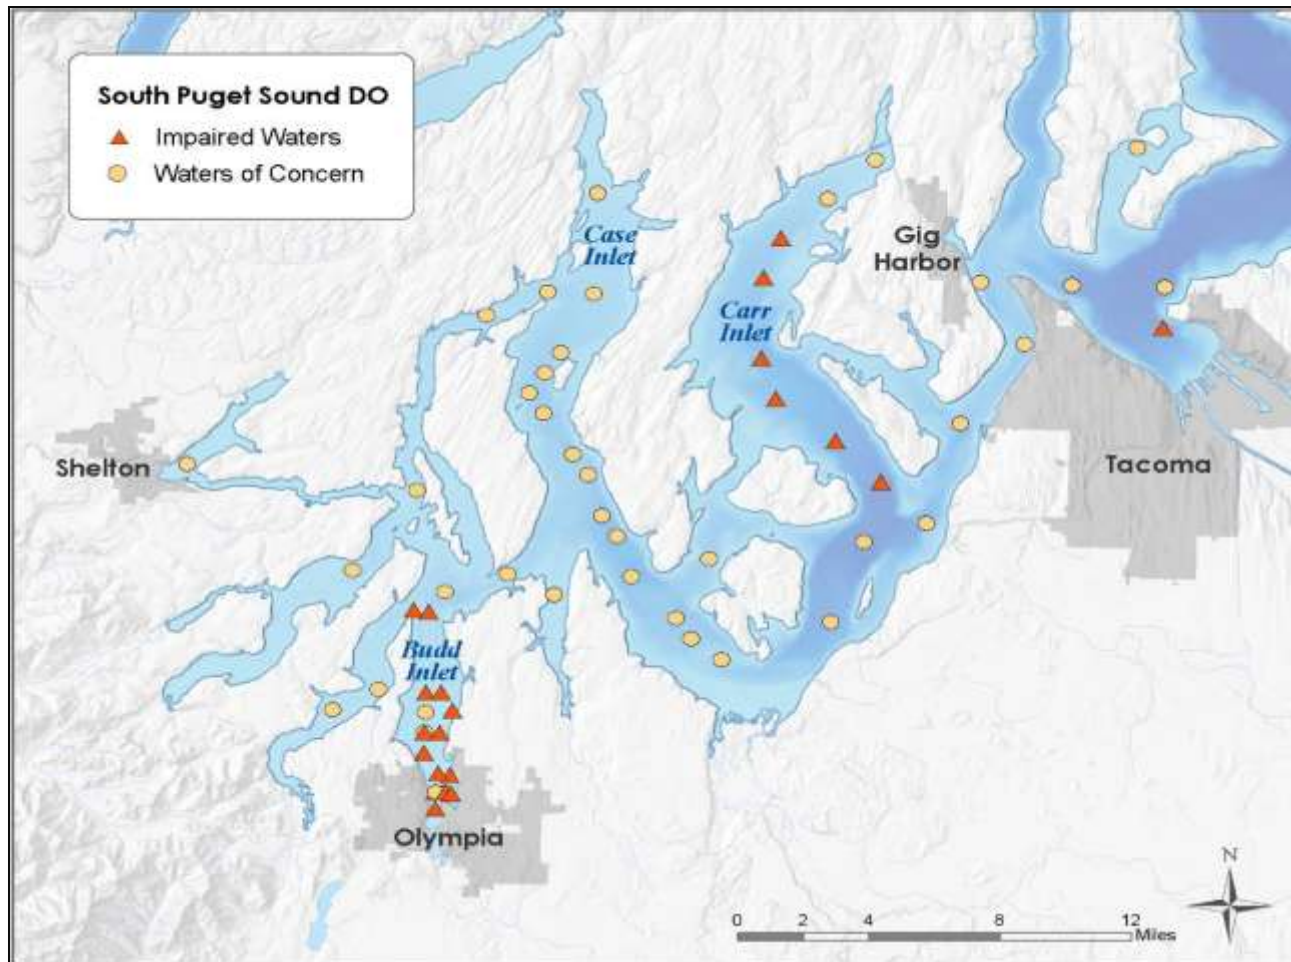 South Puget Sound DO
Impaired Waters
Waters of Concern
Case
Inlet
Gig
Harbor
Carr
Inlet
Shelton
Tacoma
Budd
Inlet
Olympia
N
0 2 4 8 12
Miles